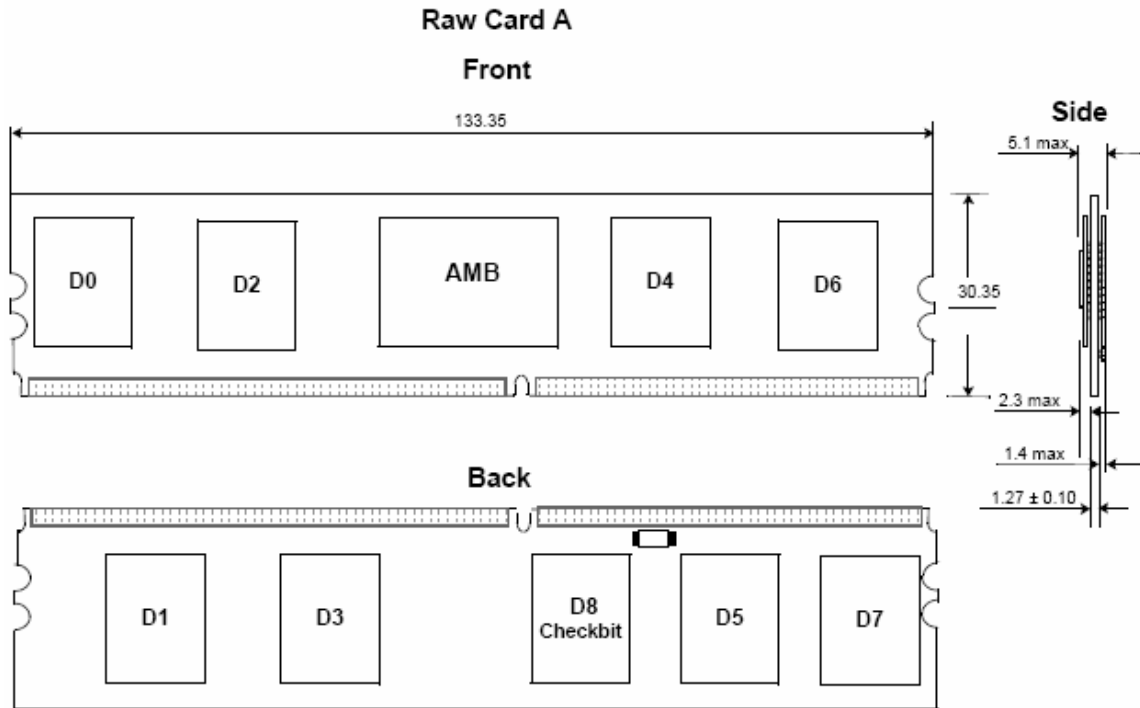 Raw Card A
Front
133.35
Side
5.1 max
D0
D2
AMB
D4
D6
30.35
2.3 max
1.4 max
1.27 ± 0.10
Back
D1
D3
D8
Checkbit
D5
D7